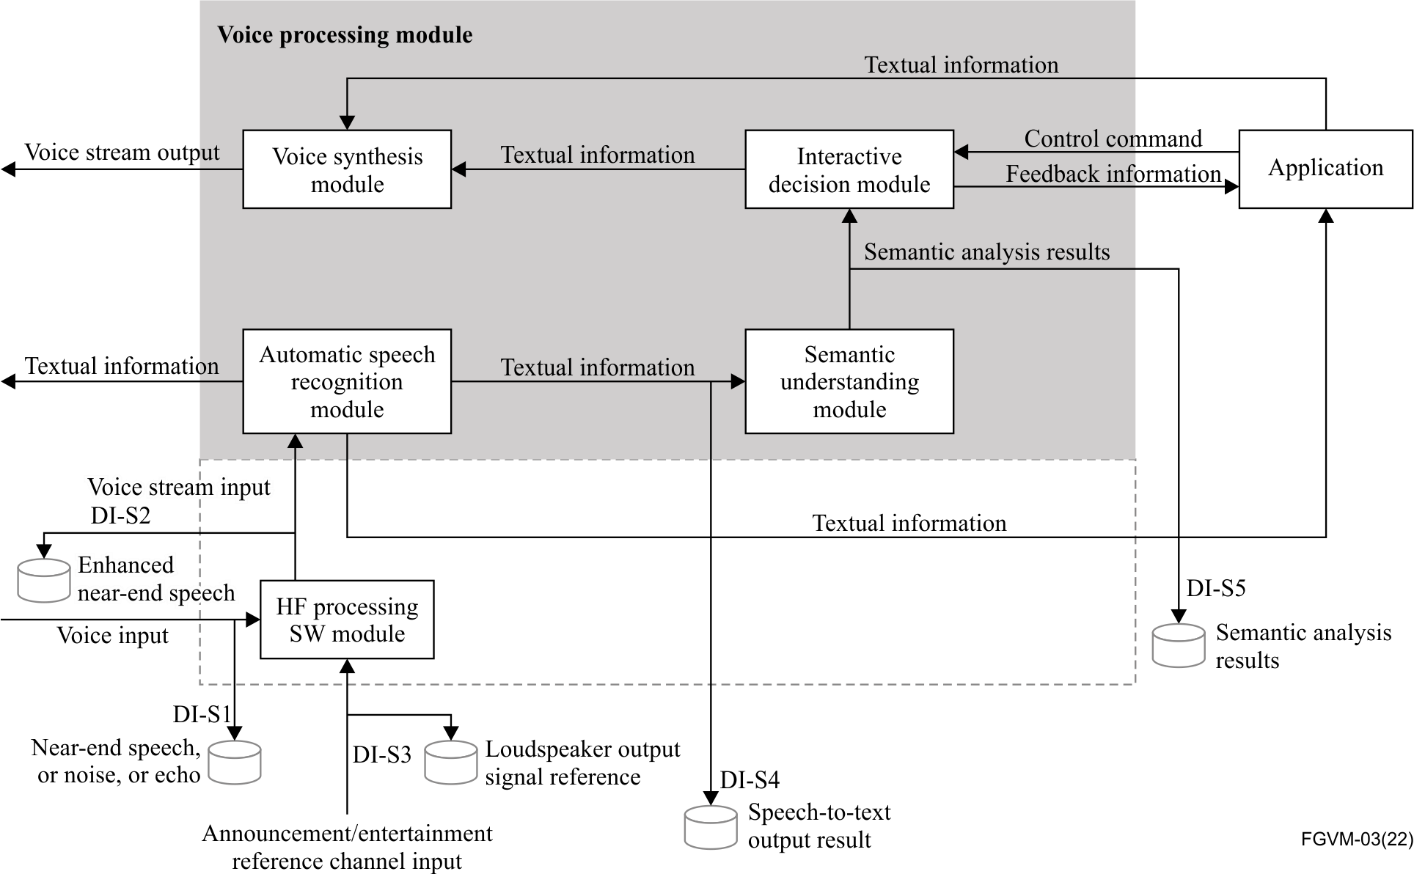 Voice processing module
Textual information
Voice stream output
Voice synthesis
module
Textual information
Interactive
decision module
Control command
Feedback information
Application
Semantic analysis results
Textual information
Automatic speech
recognition
module
Textual information
Semantic
understanding
module
Voice stream input
DI-S2
Textual information
Enhanced
near-end speech
HF processing
SW module
Voice input
DI-S5
Semantic analysis
results
DI-S1
Near-end speech,
or noise, or echo
DI-S3
Loudspeaker output
signal reference
DI-S4
Speech-to-text
output result
Announcement/entertainment
reference channel input
FGVM-03(22)